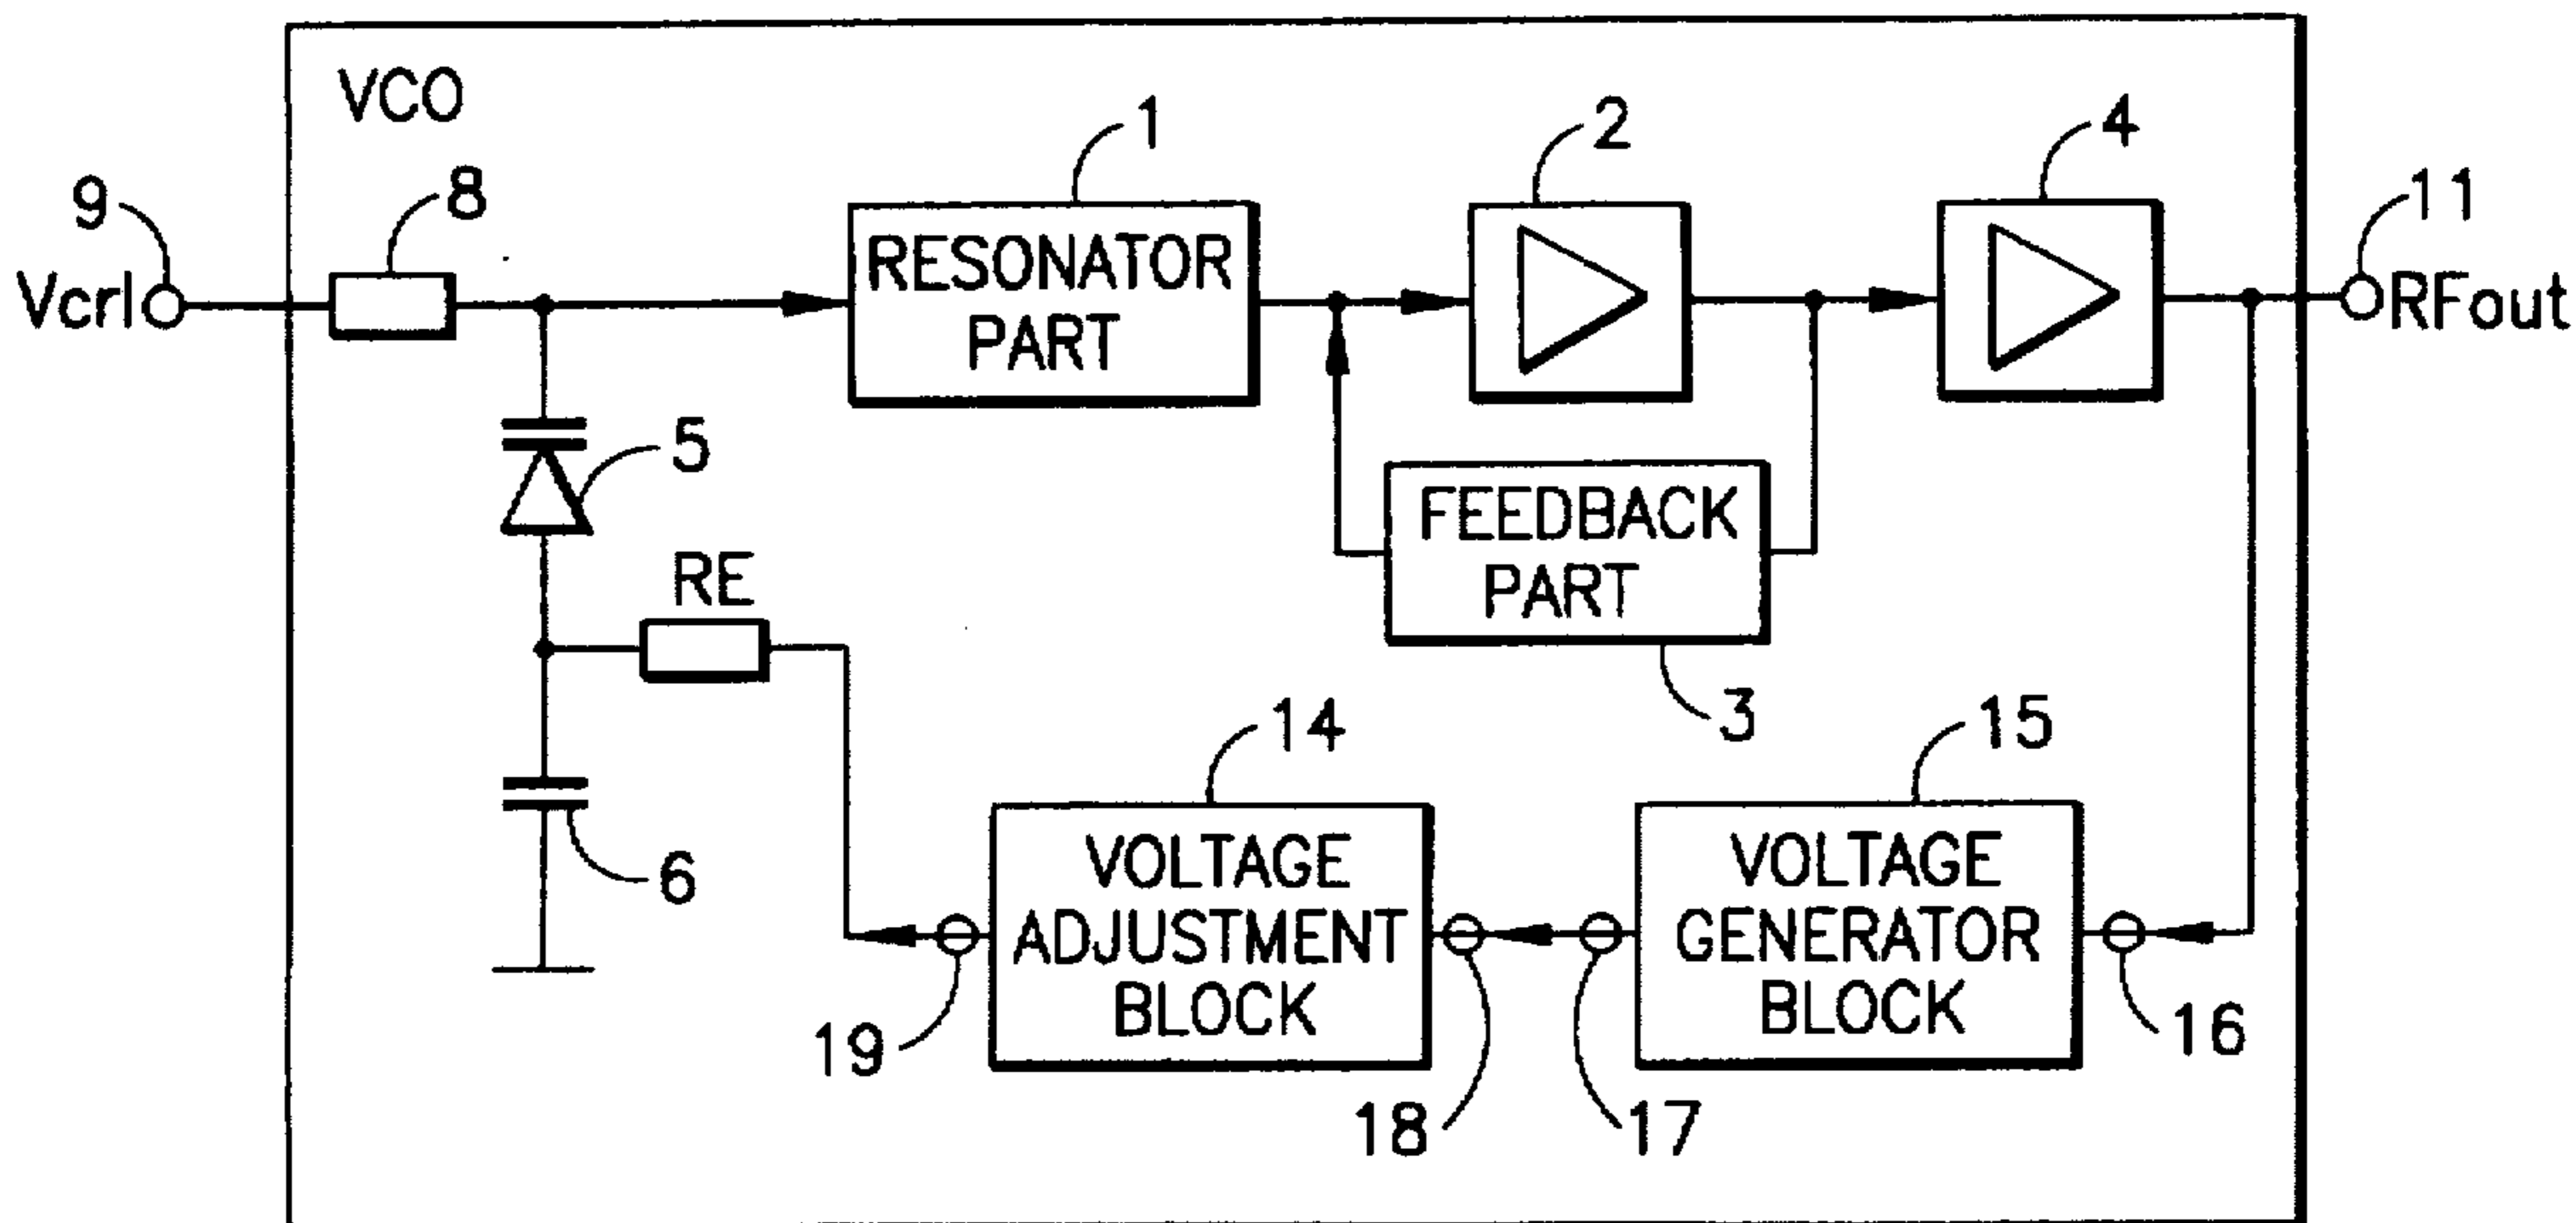 VCO
1
2
4
9
8
11
Vcrl
RESONATOR
PART
RFout
5
FEEDBACK
PART
RE
3
14
15
6
VOLTAGE
ADJUSTMENT
BLOCK
VOLTAGE
GENERATOR
BLOCK
19
18
17
16